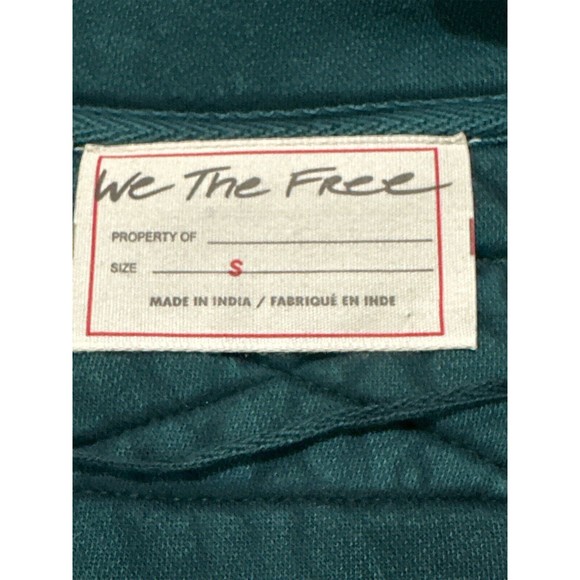 We The Free
PROPERTY OF
SIZE S
MADE IN INDIA / FABRIQUÉ EN INDE